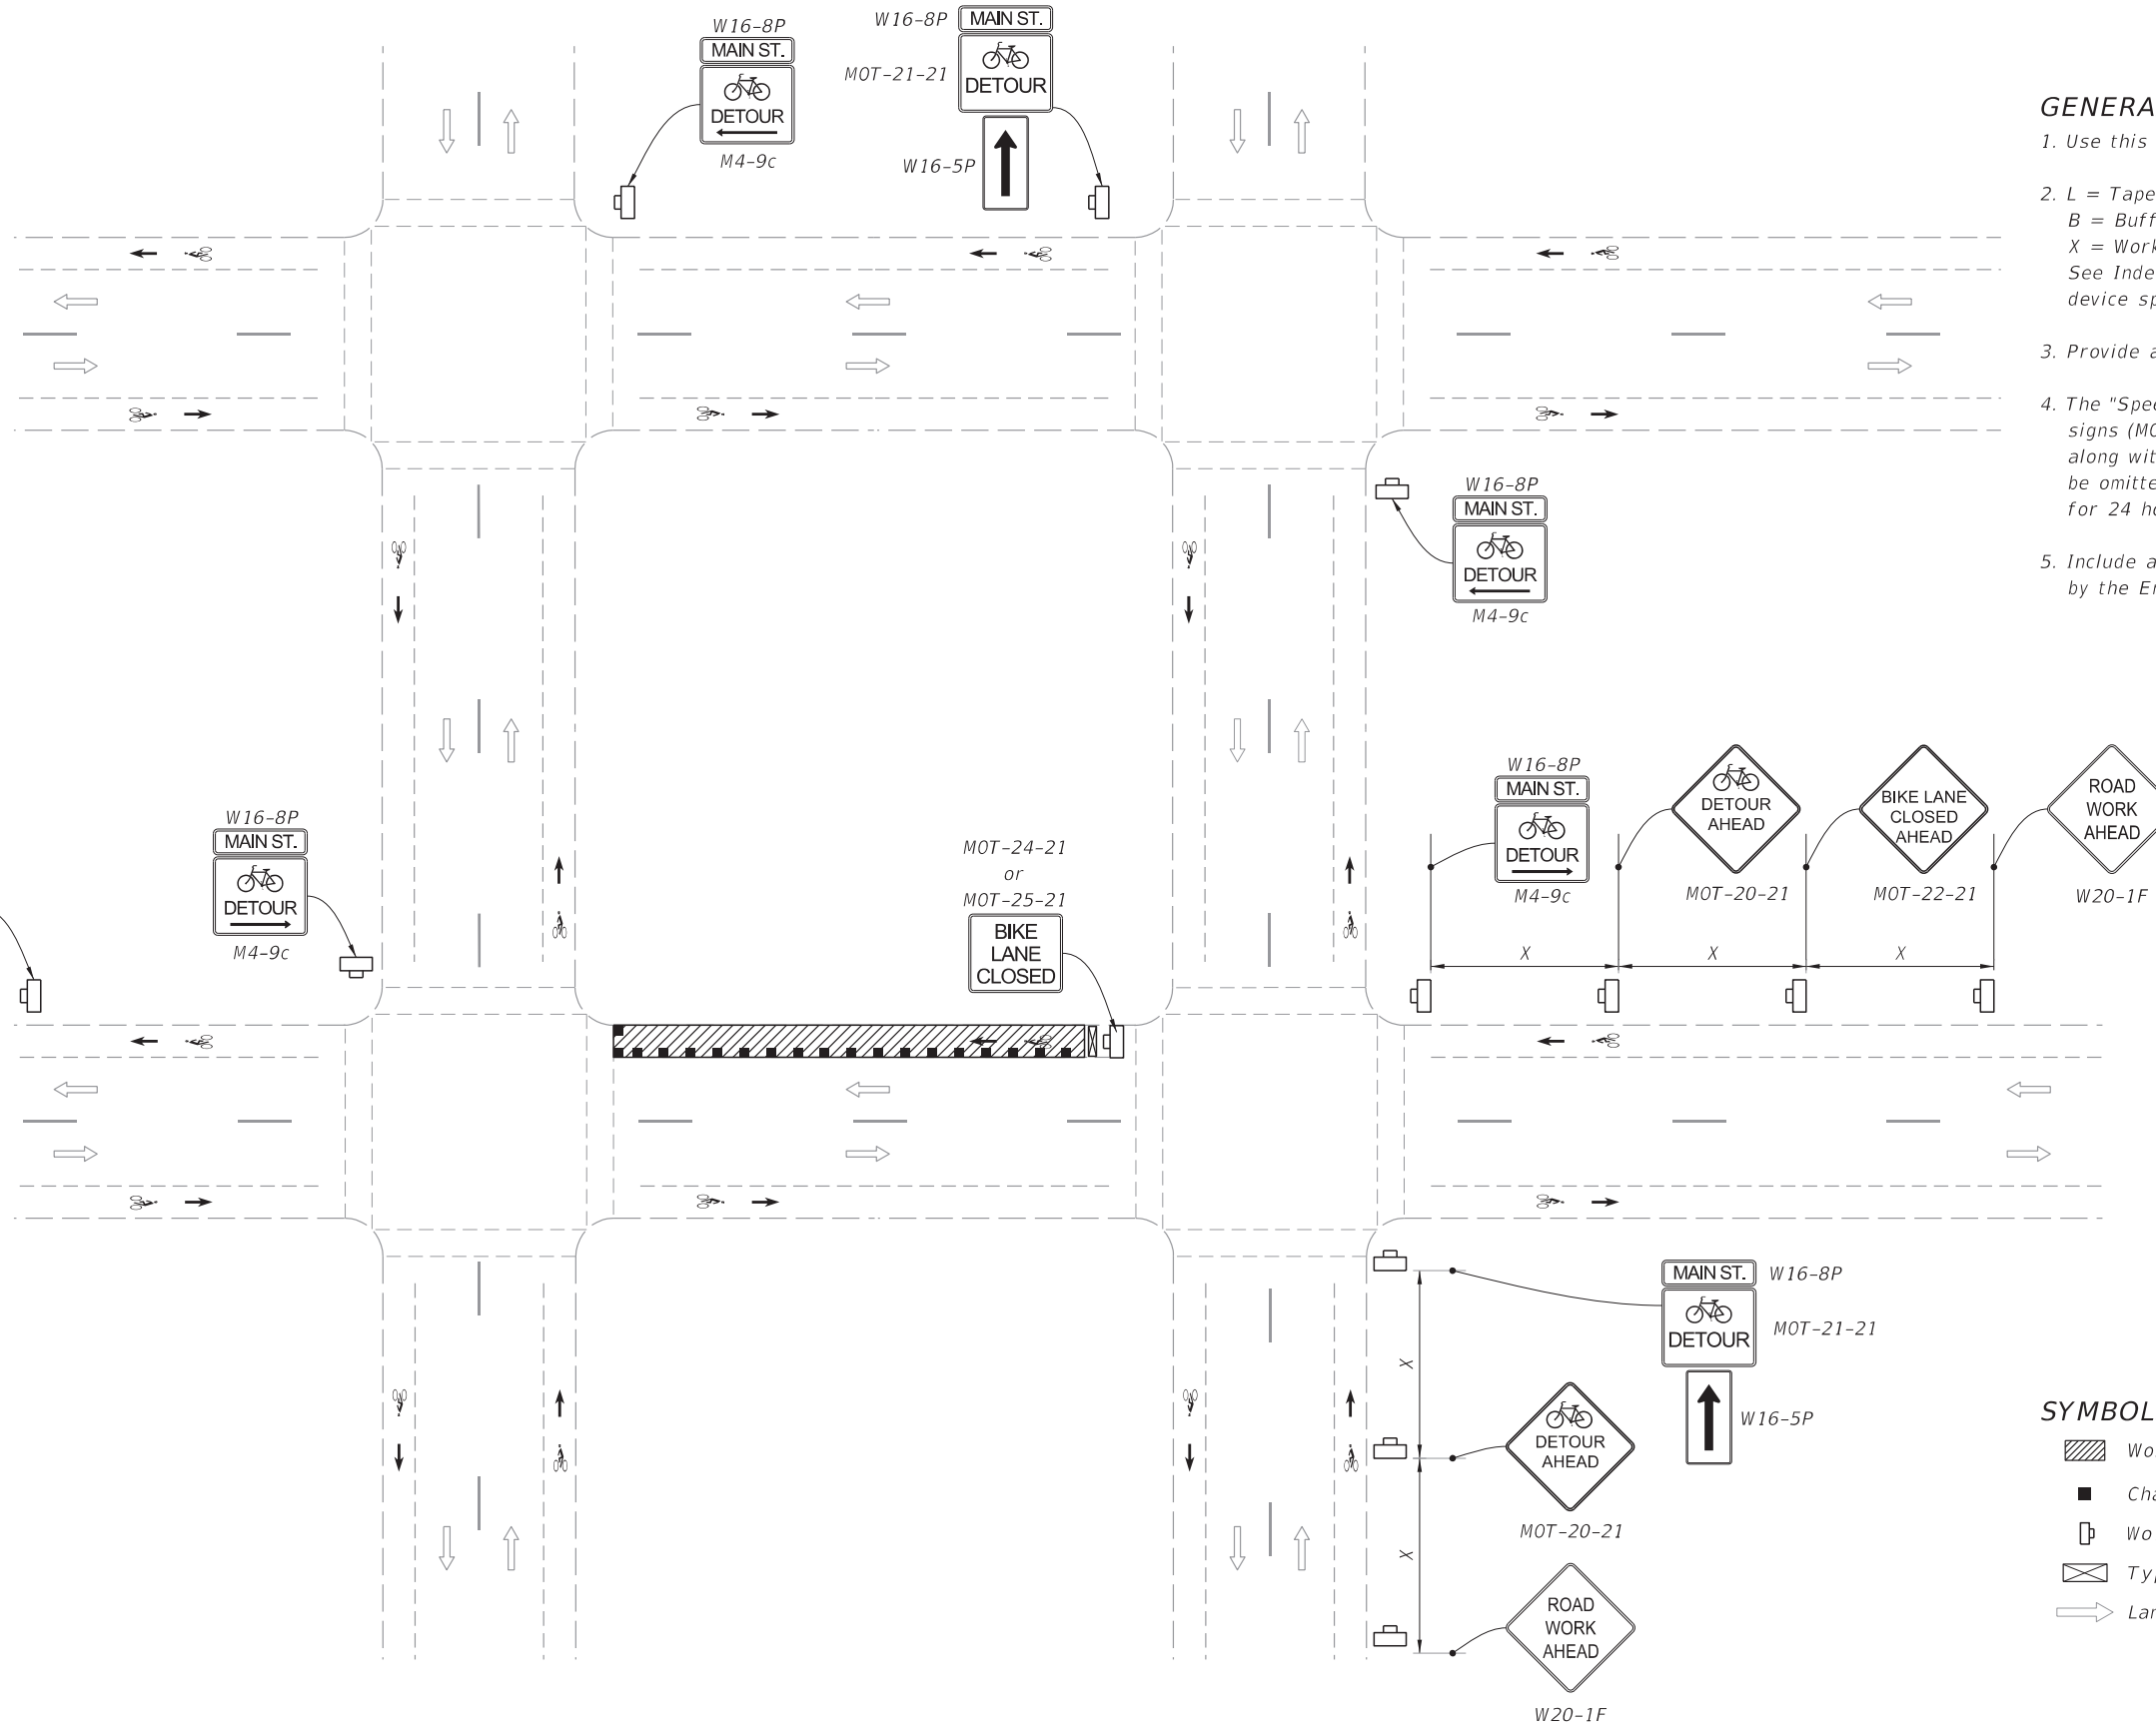 W16-8P
MAIN ST.
DETOUR
M4-9c
W16-8P
MAIN ST.
MOT-21-21
DETOUR
W16-5P
GENERA
1. Use this
2. L = Tape
B = Buff
X = Work
See Inde
device sp
3. Provide a
4. The "Spee
signs (MO
along wit
be omitte
for 24 ho
5. Include a
by the En
W16-8P
MAIN ST.
DETOUR
M4-9c
W16-8P
MAIN ST.
DETOUR
M4-9c
DETOUR
AHEAD
MOT-20-21
BIKE LANE
CLOSED
AHEAD
MOT-22-21
ROAD
WORK
AHEAD
W20-1F
X
X
X
W16-8P
MAIN ST.
DETOUR
M4-9c
MOT-24-21
or
MOT-25-21
BIKE
LANE
CLOSED
MAIN ST.
W16-8P
DETOUR
MOT-21-21
W16-5P
X
DETOUR
AHEAD
MOT-20-21
X
ROAD
WORK
AHEAD
W20-1F
SYMBOL
Wo
Cha
Wo
Typ
Lan